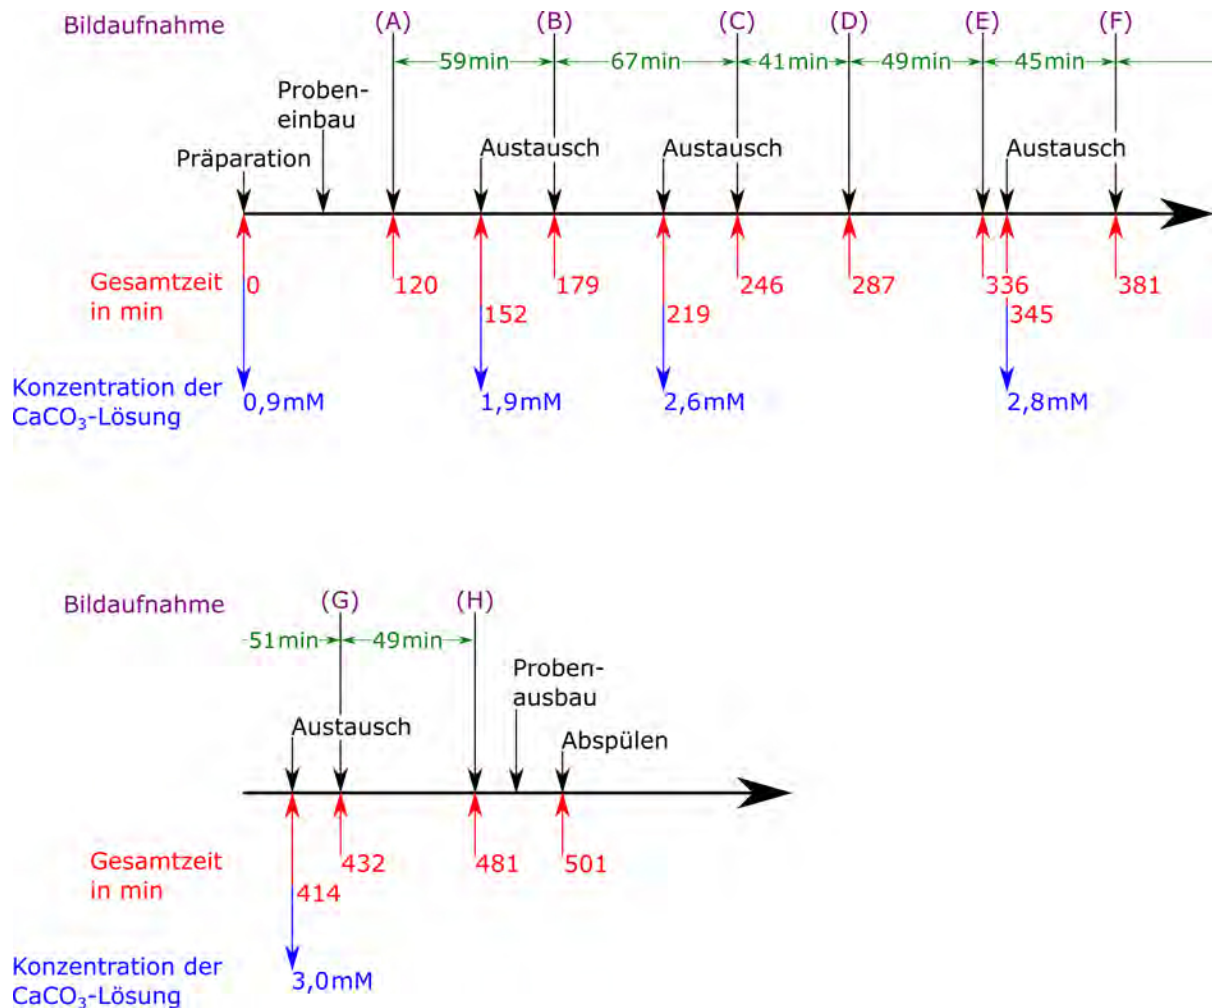 Bildaufnahme (A) (B) (C) (D) (E) (F)
59min 67min 41min 49min 45min
Proben-
einbau
Präparation Austausch Austausch Austausch
Gesamtzeit
in min
0 120 179 246 287 336 381
152 219 345
Konzentration der
CaCO₃-Lösung
0,9mM 1,9mM 2,6mM 2,8mM
Bildaufnahme (G) (H)
51min 49min
Proben-
ausbau
Austausch Abspülen
Gesamtzeit
in min
432 481 501
414
Konzentration der
CaCO₃-Lösung
3,0mM